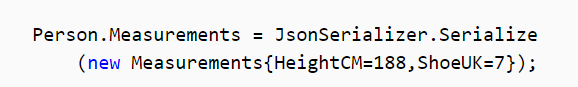 Person.Measurements = JsonSerializer.Serialize
(new Measurements{HeightCM=188,ShoeUK=7});